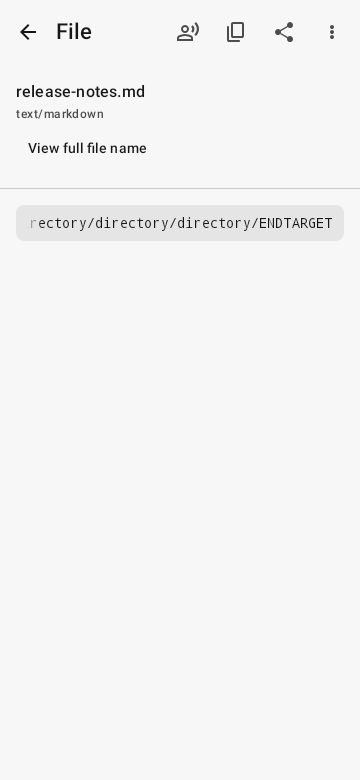 File
release-notes.md
text/markdown
View full file name
rectory/directory/directory/ENDTARGET